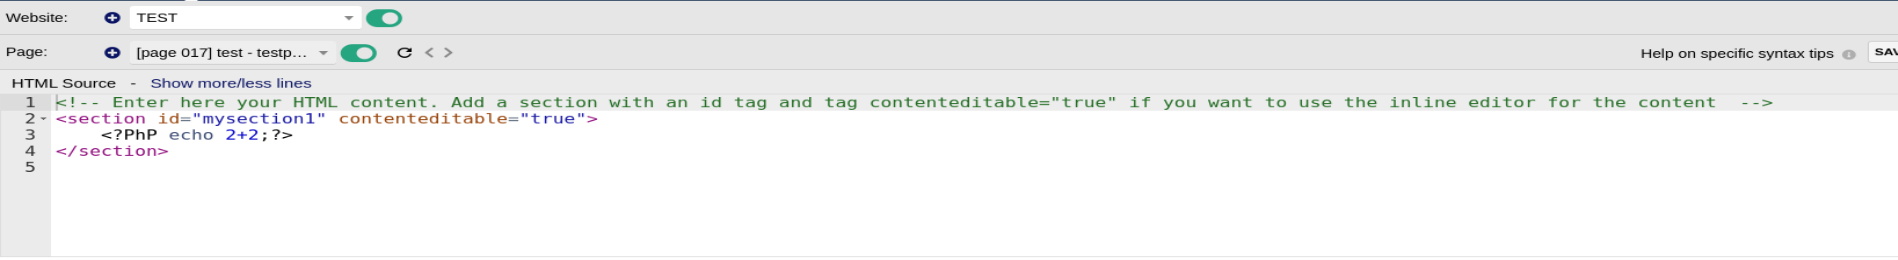 Website: TEST
Page: [page 017] test - testp...
Help on specific syntax tips SAV
HTML Source - Show more/less lines
1 <!-- Enter here your HTML content. Add a section with an id tag and tag contenteditable="true" if you want to use the inline editor for the content -->
2 <section id="mysection1" contenteditable="true">
3 <?PhP echo 2+2;?>
4 </section>
5